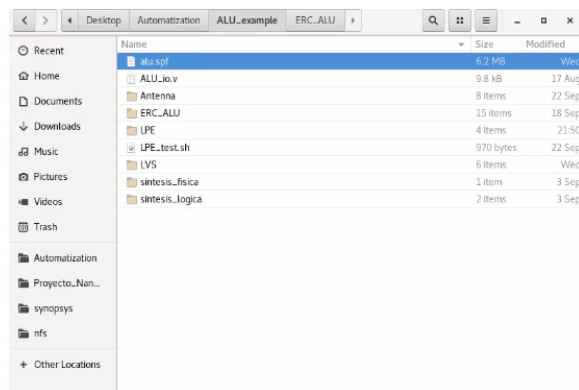 Desktop Automatization ALU_example ERC_ALU
Name Size Modified
Recent
Home
Documents
Downloads
Music
Pictures
Videos
Trash
Automatization
Proyecto_Nan...
synopsys
nfs
+ Other Locations
alu.spf 6.2 MB Wed
ALU_io.v 9.8 kB 17 Aug
Antenna 8 items 22 Sep
ERC_ALU 15 items 18 Sep
LPE 4 items 21:50
LPE_test.sh 970 bytes 22 Sep
LVS 6 items Wed
sintesis_fisica 1 item 3 Sep
sintesis_logica 2 items 3 Sep